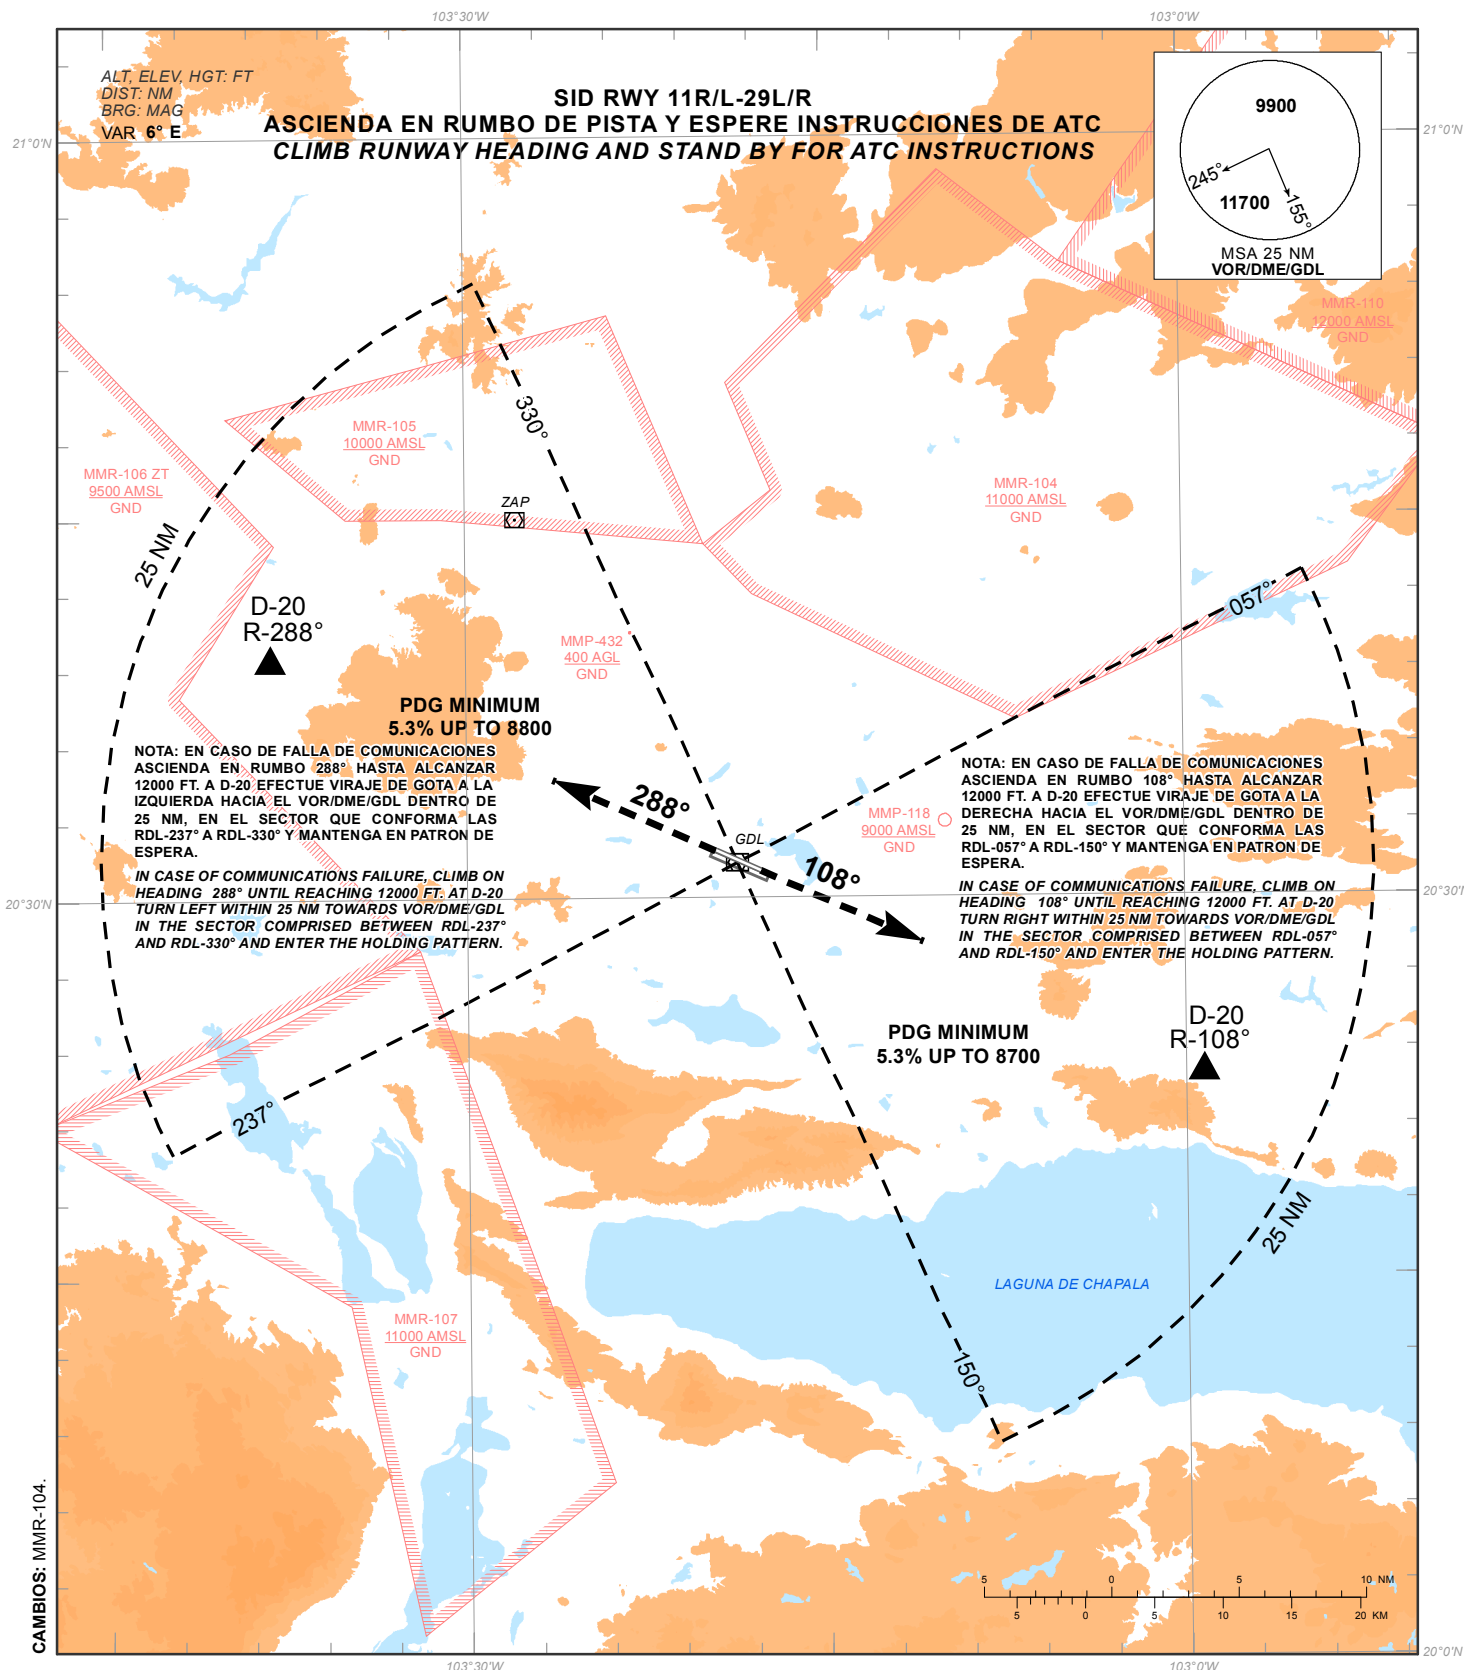 103°30'W
103°0'W
ALT, ELEV, HGT: FT
DIST: NM
BRG: MAG
VAR 6° E
SID RWY 11R/L-29L/R
ASCIENDA EN RUMBO DE PISTA Y ESPERE INSTRUCCIONES DE ATC
CLIMB RUNWAY HEADING AND STAND BY FOR ATC INSTRUCTIONS
9900
245°
11700
155°
MSA 25 NM
VOR/DME/GDL
21°0'N
21°0'N
MMR-110
12000 AMSL
GND
330°
MMR-105
10000 AMSL
GND
MMR-106 ZT
9500 AMSL
GND
MMR-104
11000 AMSL
GND
ZAP
25 NM
057°
D-20
R-288°
MMP-432
400 AGL
GND
PDG MINIMUM
5.3% UP TO 8800
NOTA: EN CASO DE FALLA DE COMUNICACIONES
ASCIENDA EN RUMBO 288° HASTA ALCANZAR
12000 FT. A D-20 EFECTUE VIRAJE DE GOTA A LA
IZQUIERDA HACIA EL VOR/DME/GDL DENTRO DE
25 NM, EN EL SECTOR QUE CONFORMA LAS
RDL-237° A RDL-330° Y MANTENGA EN PATRON DE
ESPERA.
IN CASE OF COMMUNICATIONS FAILURE, CLIMB ON
HEADING 288° UNTIL REACHING 12000 FT. AT D-20
TURN LEFT WITHIN 25 NM TOWARDS VOR/DME/GDL
IN THE SECTOR COMPRISED BETWEEN RDL-237°
AND RDL-330° AND ENTER THE HOLDING PATTERN.
288°
GDL
108°
MMP-118
9000 AMSL
GND
NOTA: EN CASO DE FALLA DE COMUNICACIONES
ASCIENDA EN RUMBO 108° HASTA ALCANZAR
12000 FT. A D-20 EFECTUE VIRAJE DE GOTA A LA
DERECHA HACIA EL VOR/DME/GDL DENTRO DE
25 NM, EN EL SECTOR QUE CONFORMA LAS
RDL-057° A RDL-150° Y MANTENGA EN PATRON DE
ESPERA.
IN CASE OF COMMUNICATIONS FAILURE, CLIMB ON
HEADING 108° UNTIL REACHING 12000 FT. AT D-20
TURN RIGHT WITHIN 25 NM TOWARDS VOR/DME/GDL
IN THE SECTOR COMPRISED BETWEEN RDL-057°
AND RDL-150° AND ENTER THE HOLDING PATTERN.
20°30'N
20°30'N
D-20
R-108°
PDG MINIMUM
5.3% UP TO 8700
237°
25 NM
LAGUNA DE CHAPALA
MMR-107
11000 AMSL
GND
150°
CAMBIOS: MMR-104.
5 0 5 10 NM
5 0 5 10 15 20 KM
20°0'N
103°30'W
103°0'W